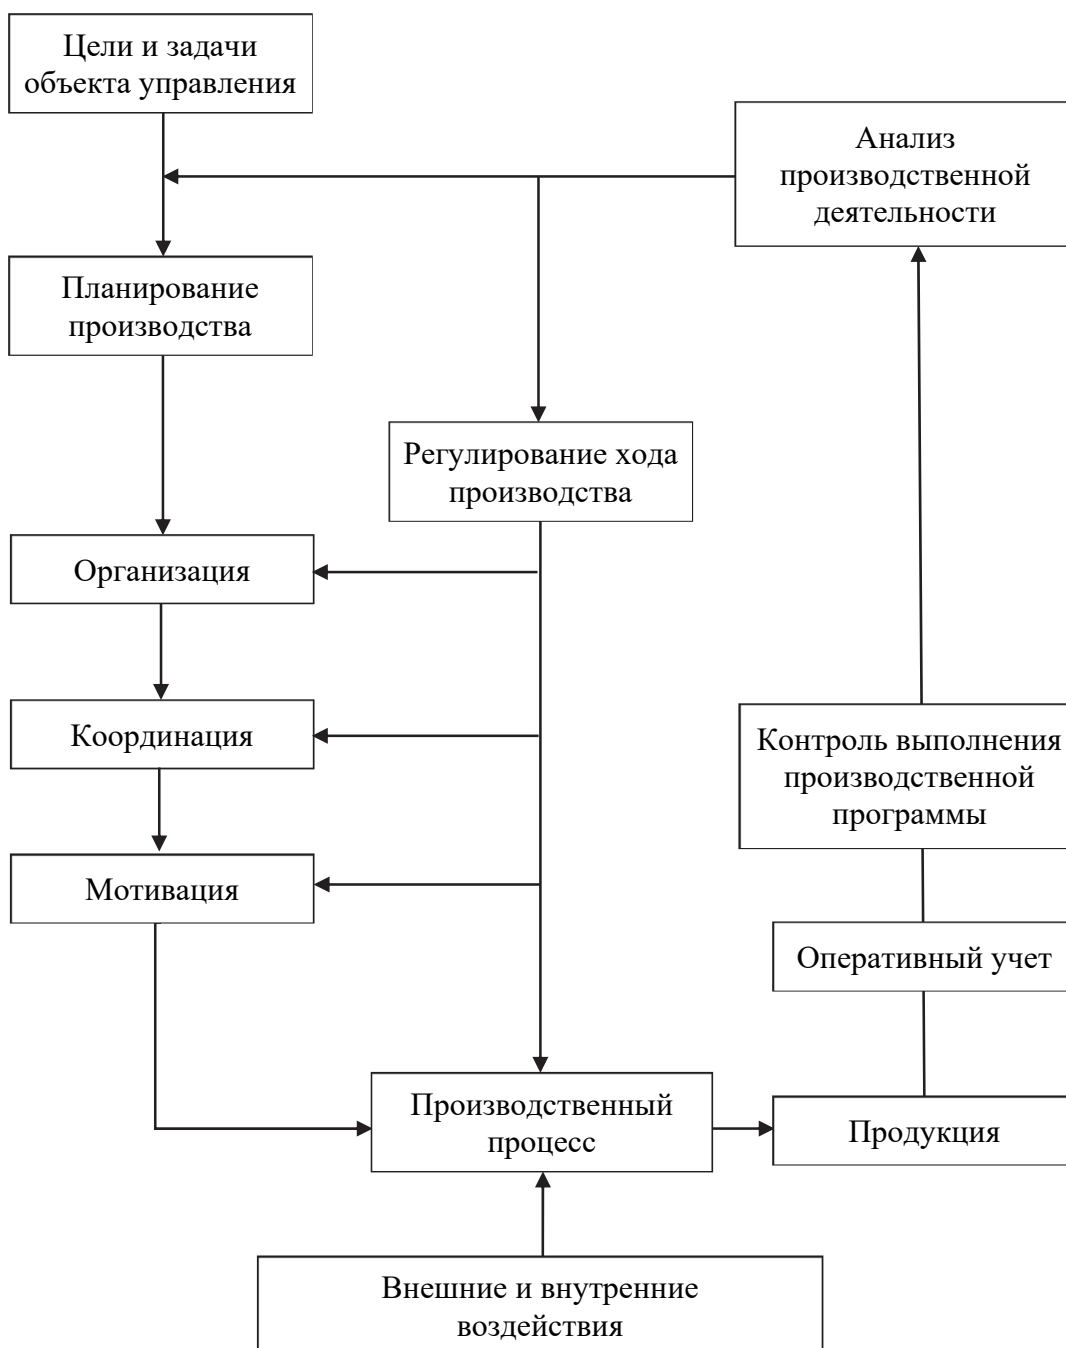 Цели и задачи
объекта управления
Анализ
производственной
деятельности
Планирование
производства
Регулирование хода
производства
Организация
Координация
Контроль выполнения
производственной
программы
Мотивация
Оперативный учет
Производственный
процесс
Продукция
Внешние и внутренние
воздействия